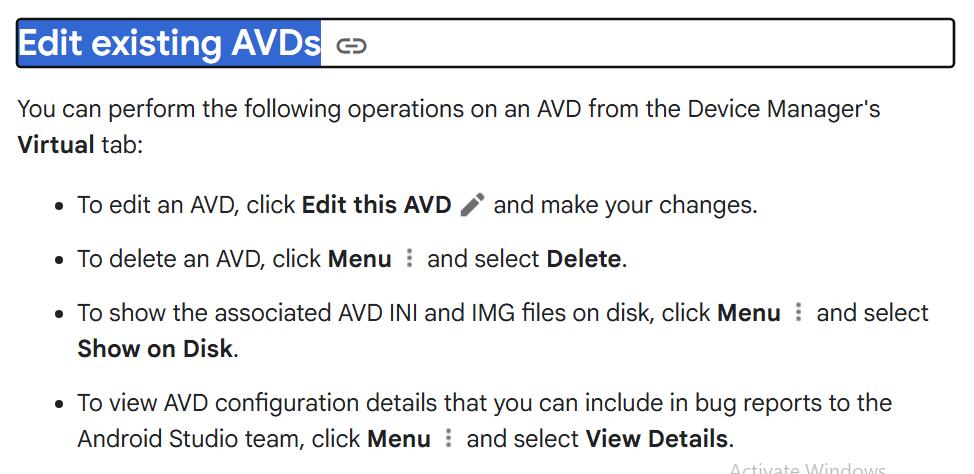 Edit existing AVDs
You can perform the following operations on an AVD from the Device Manager's
Virtual tab:
• To edit an AVD, click Edit this AVD and make your changes.
• To delete an AVD, click Menu and select Delete.
• To show the associated AVD INI and IMG files on disk, click Menu and select
Show on Disk.
• To view AVD configuration details that you can include in bug reports to the
Android Studio team, click Menu and select View Details.
Activate Windows